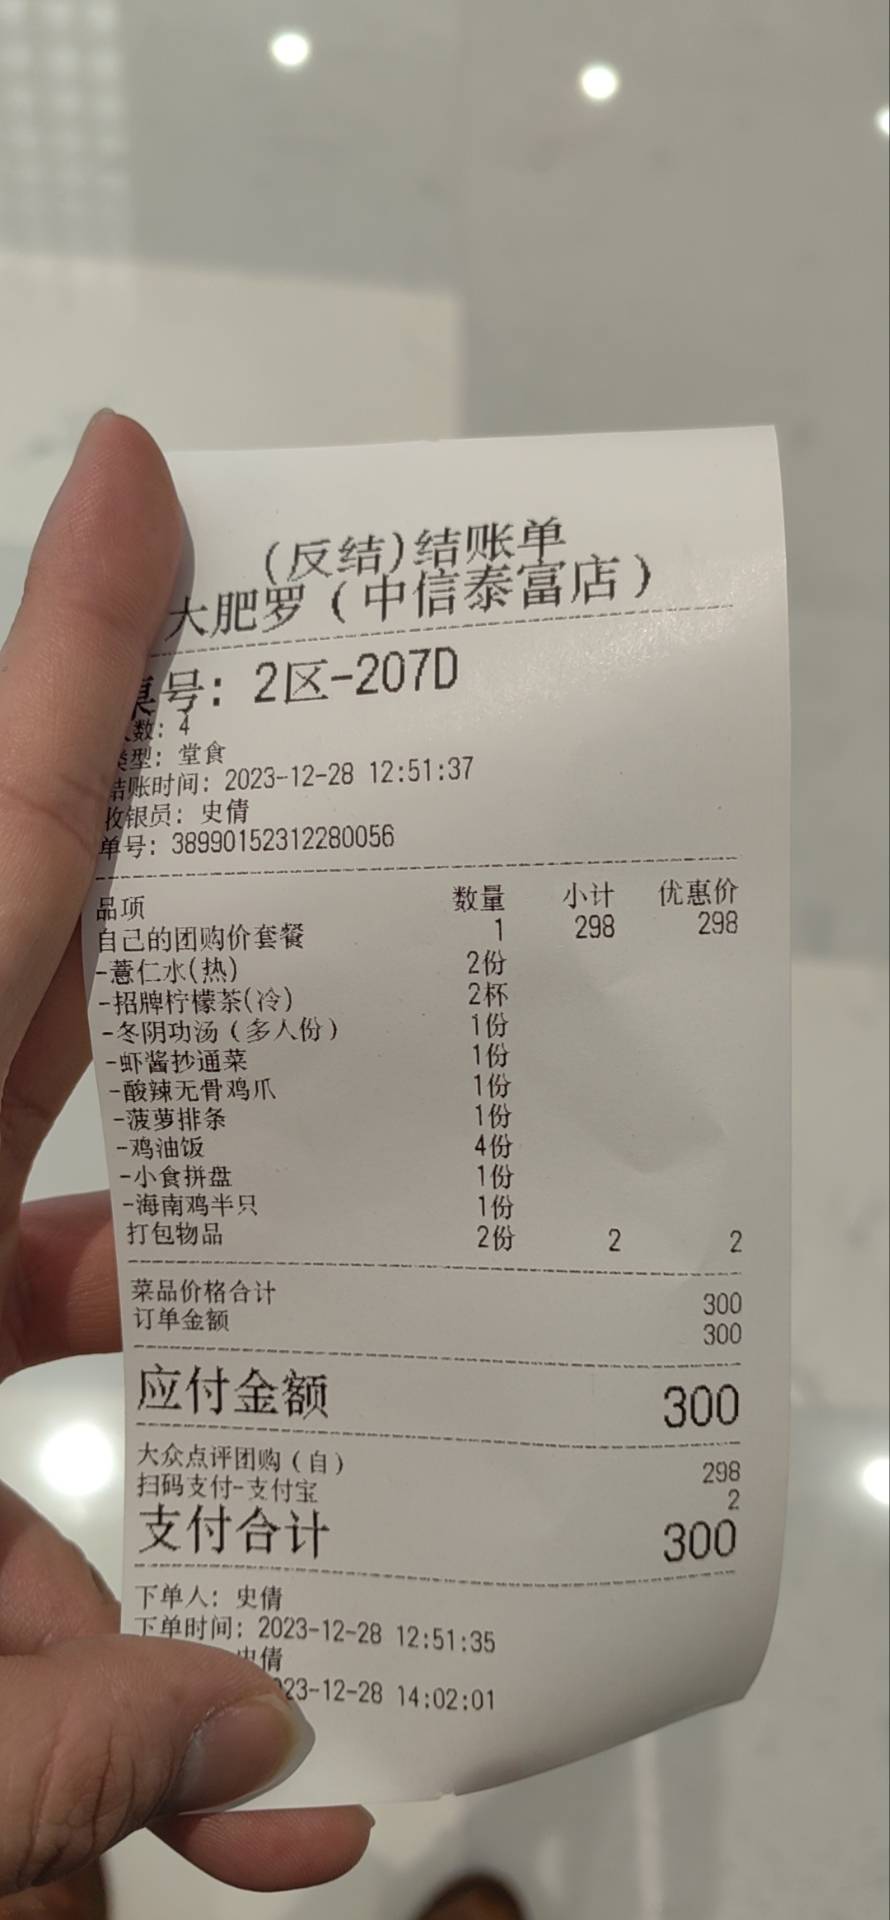 (反结)结账单
大肥罗（中信泰富店）
桌号: 2区-207D
人数: 4
类型: 堂食
结账时间: 2023-12-28 12:51:37
收银员: 史倩
单号: 38990152312280056
品项 数量 小计 优惠价
自己的团购价套餐 1 298 298
-薏仁水(热) 2份
-招牌柠檬茶(冷) 2杯
-冬阴功汤（多人份） 1份
-虾酱抄通菜 1份
-酸辣无骨鸡爪 1份
-菠萝排条 1份
-鸡油饭 4份
-小食拼盘 1份
-海南鸡半只 1份
打包物品 2份 2 2
菜品价格合计 300
订单金额 300
应付金额 300
大众点评团购（自） 298
扫码支付-支付宝 2
支付合计 300
下单人: 史倩
下单时间: 2023-12-28 12:51:35
史倩
23-12-28 14:02:01